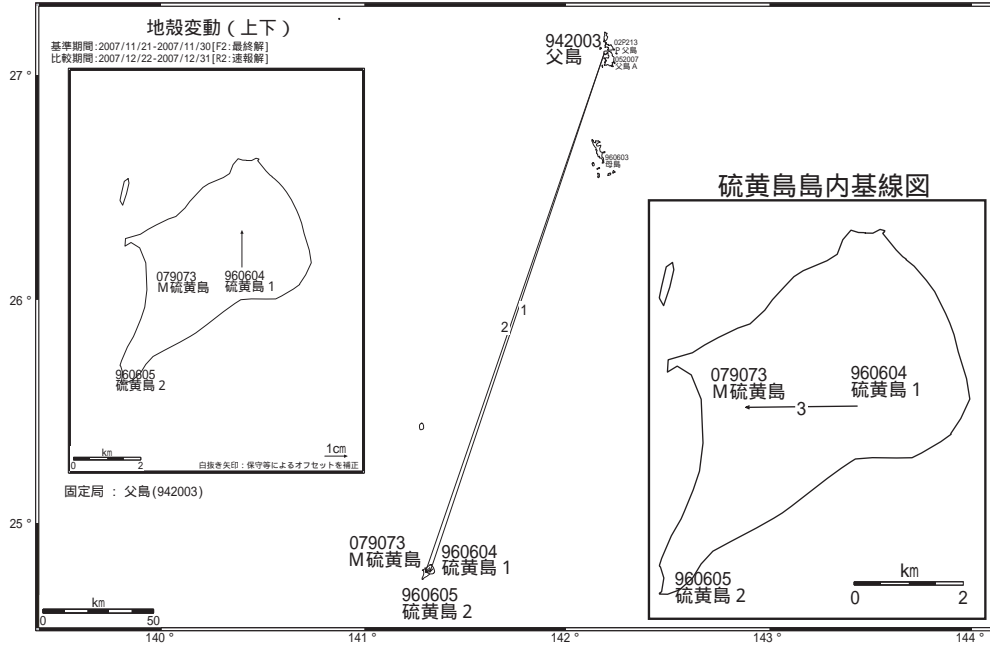 地殻変動（上下）
基準期間:2007/11/21-2007/11/30[F2:最終解]
比較期間:2007/12/22-2007/12/31[R2:速報解]
079073
M硫黄島
960604
硫黄島 1
960605
硫黄島 2
km
0 2
1cm
白抜き矢印：保守等によるオフセットを補正
固定局 ： 父島(942003)
942003
父島
02P213
P 父島
052007
父島 A
960603
母島
1
2
079073
M硫黄島
960604
硫黄島 1
960605
硫黄島 2
km
0 50
硫黄島島内基線図
079073
M硫黄島
960604
硫黄島 1
3
960605
硫黄島 2
km
0 2
27 °
26 °
25 °
140 ° 141 ° 142 ° 143 ° 144 °